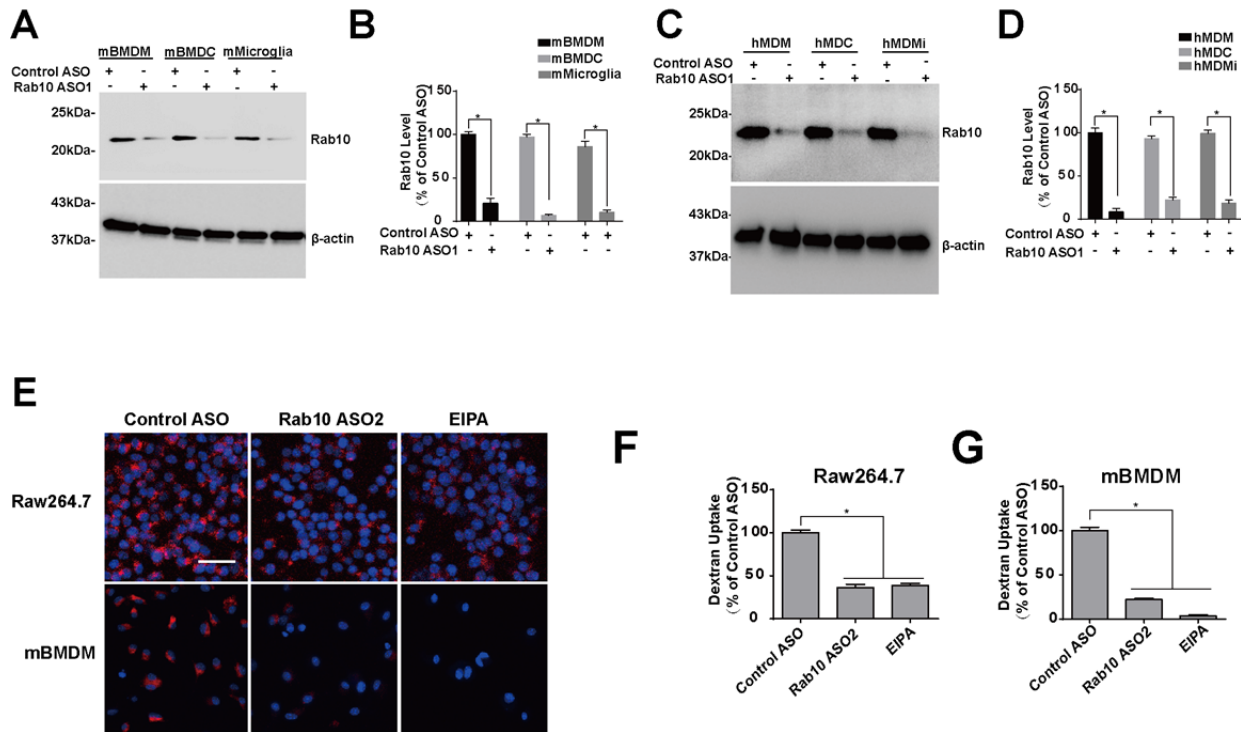 A
mBMDM mBMDC mMicroglia
Control ASO + - + - + -
Rab10 ASO1 - + - + - +
25kDa-
Rab10
20kDa-
43kDa-
β-actin
37kDa-
B
mBMDM
mBMDC
mMicroglia
Rab10 Level
(% of Control ASO)
150
100
50
0
* * *
Control ASO + - + - + +
Rab10 ASO1 - + - + - -
C
hMDM hMDC hMDMi
Control ASO + - + - + -
Rab10 ASO1 - + - + - +
25kDa-
Rab10
20kDa-
43kDa-
β-actin
37kDa-
D
hMDM
hMDC
hMDMi
Rab10 Level
(% of Control ASO)
150
100
50
0
* * *
Control ASO + - + - + -
Rab10 ASO1 - + - + - +
E
Control ASO Rab10 ASO2 EIPA
Raw264.7
mBMDM
F
Raw264.7
Dextran Uptake
(% of Control ASO)
150
100
50
0
*
Control ASO
Rab10 ASO2
EIPA
G
mBMDM
Dextran Uptake
(% of Control ASO)
150
100
50
0
*
Control ASO
Rab10 ASO2
EIPA